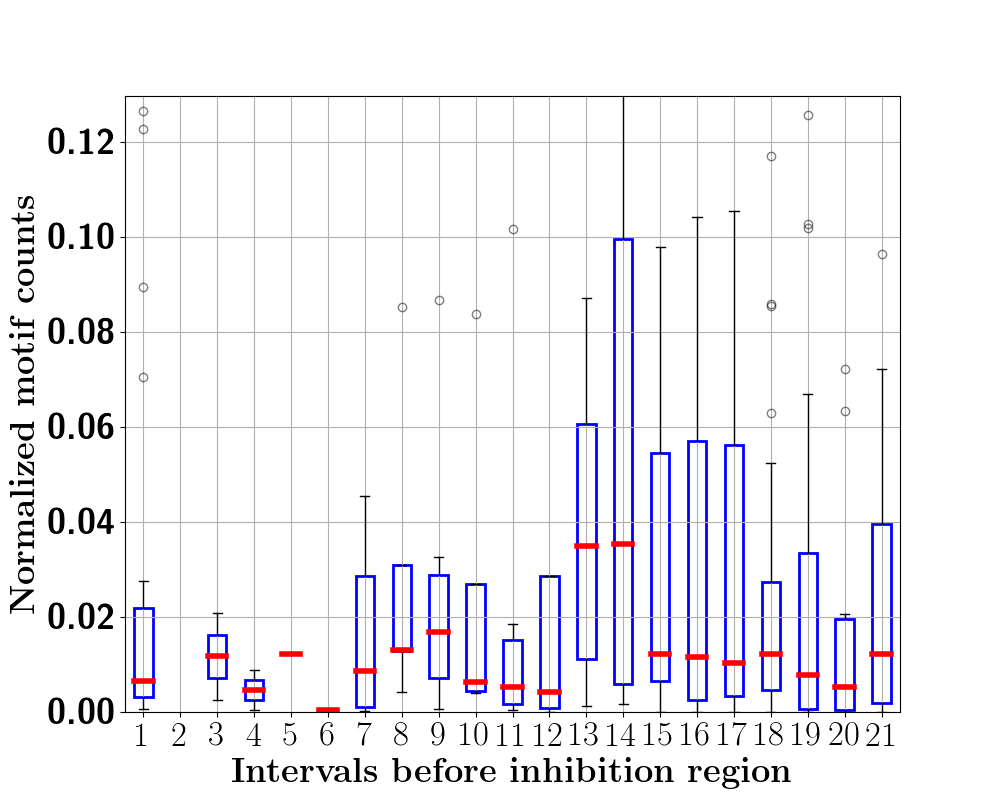 Normalized motif counts
0.12
0.10
0.08
0.06
0.04
0.02
0.00
1 2 3 4 5 6 7 8 9 10 11 12 13 14 15 16 17 18 19 20 21
Intervals before inhibition region